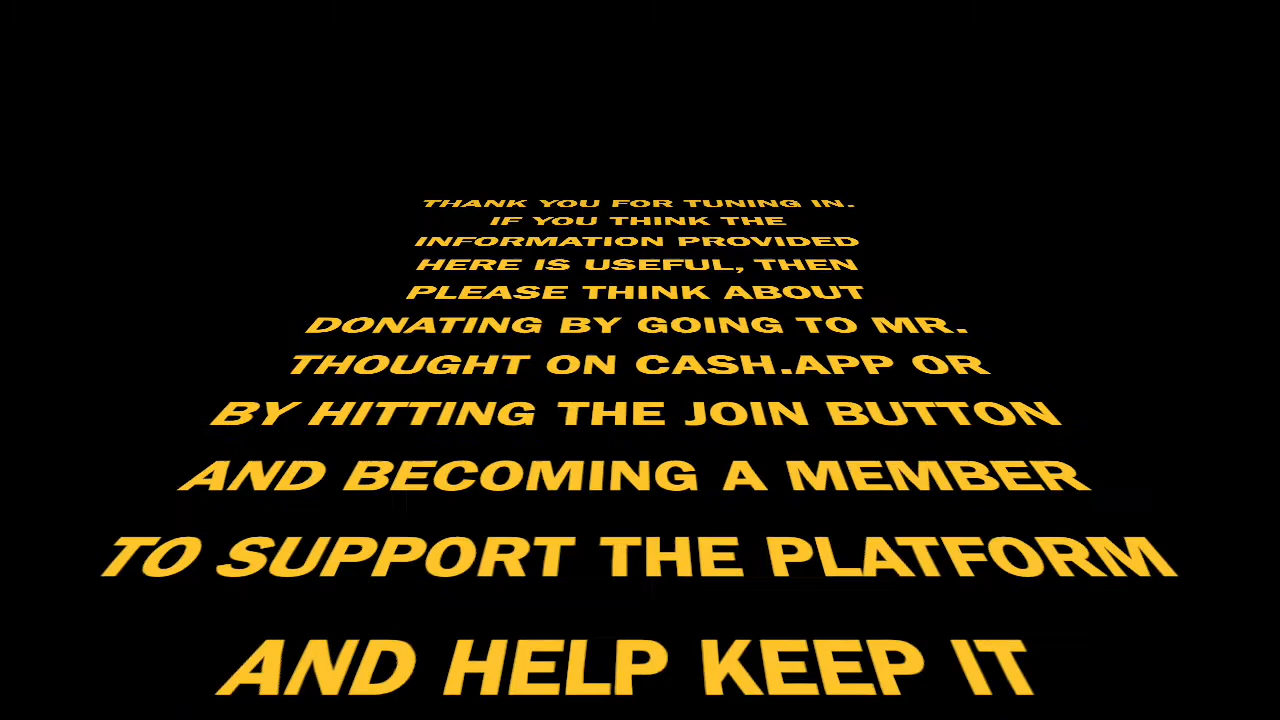 THANK YOU FOR TUNING IN.
IF YOU THINK THE
INFORMATION PROVIDED
HERE IS USEFUL, THEN
PLEASE THINK ABOUT
DONATING BY GOING TO MR.
THOUGHT ON CASH.APP OR
BY HITTING THE JOIN BUTTON
AND BECOMING A MEMBER
TO SUPPORT THE PLATFORM
AND HELP KEEP IT